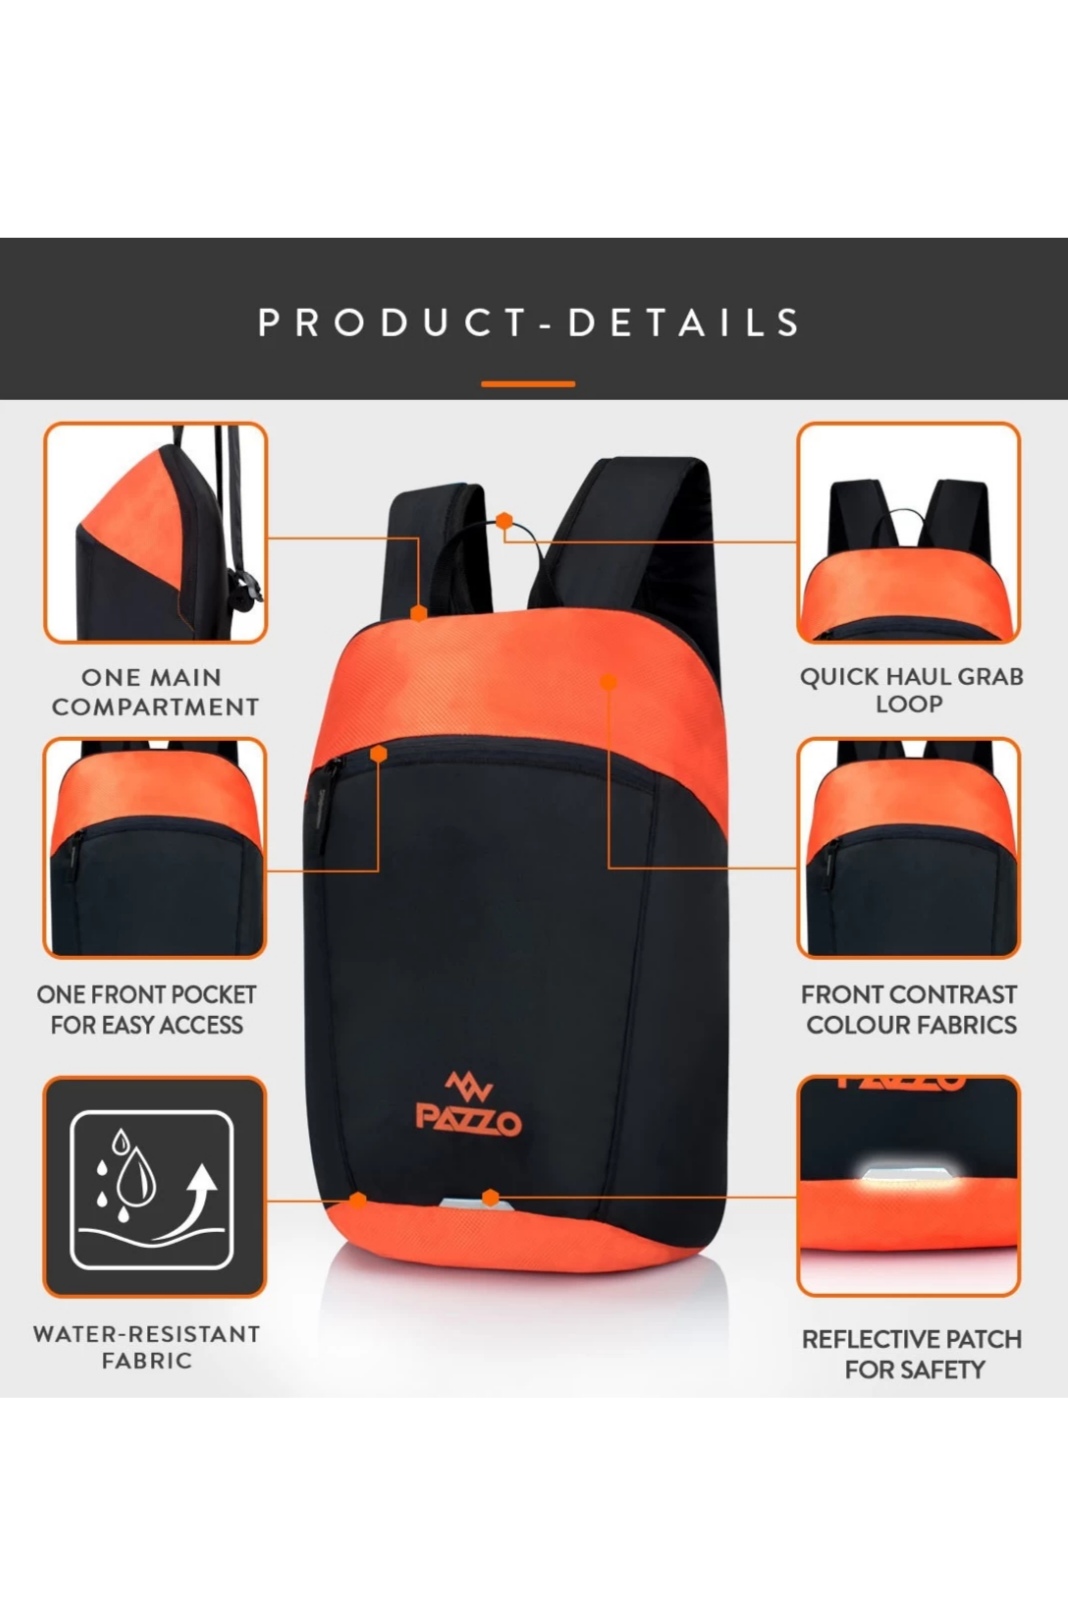 PRODUCT-DETAILS
ONE MAIN
COMPARTMENT
QUICK HAUL GRAB
LOOP
ONE FRONT POCKET
FOR EASY ACCESS
FRONT CONTRAST
COLOUR FABRICS
PAZZO
PAZZO
WATER-RESISTANT
FABRIC
REFLECTIVE PATCH
FOR SAFETY